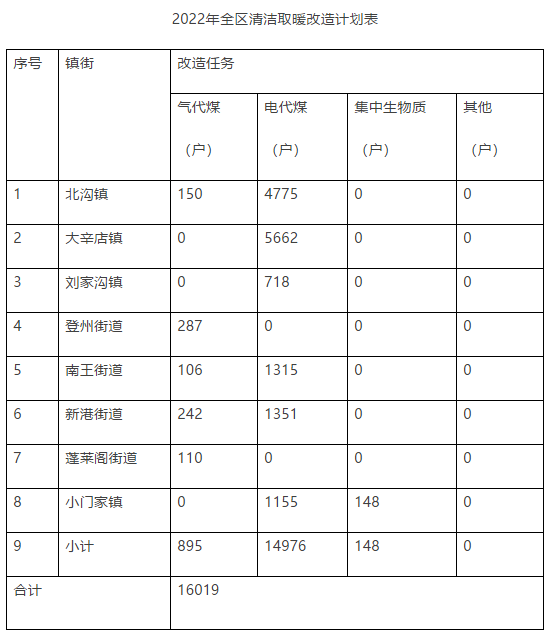 2022年全区清洁取暖改造计划表
序号 镇街 改造任务
气代煤 电代煤 集中生物质 其他
（户） （户） （户） （户）
1 北沟镇 150 4775 0 0
2 大辛店镇 0 5662 0 0
3 刘家沟镇 0 718 0 0
4 登州街道 287 0 0 0
5 南王街道 106 1315 0 0
6 新港街道 242 1351 0 0
7 蓬莱阁街道 110 0 0 0
8 小门家镇 0 1155 148 0
9 小计 895 14976 148 0
合计 16019